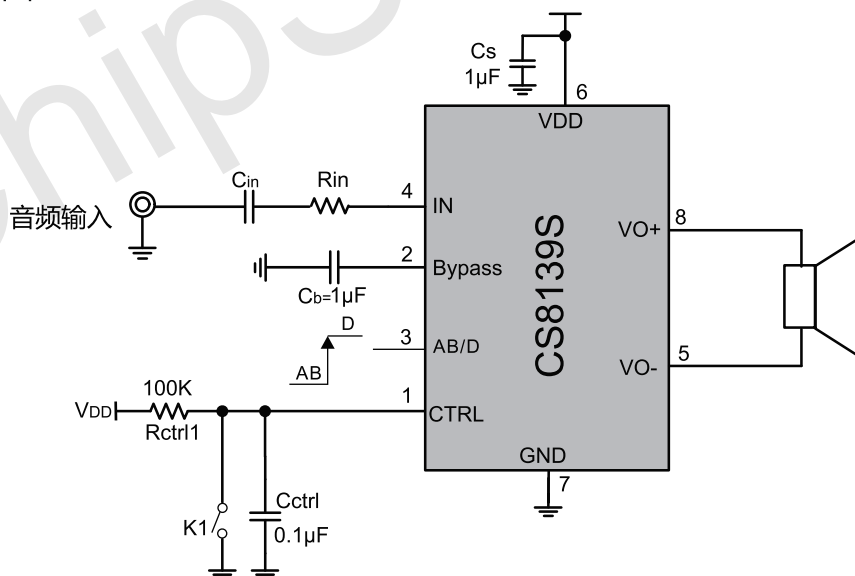 chipS
Cs
1μF
6
VDD
Cin
Rin
4
IN
音频输入
CS8139S
VO+
8
2
Bypass
Cb=1μF
D
3
AB/D
AB
VO-
5
100K
1
VDD
Rctrl1
CTRL
GND
7
Cctrl
K1
0.1μF